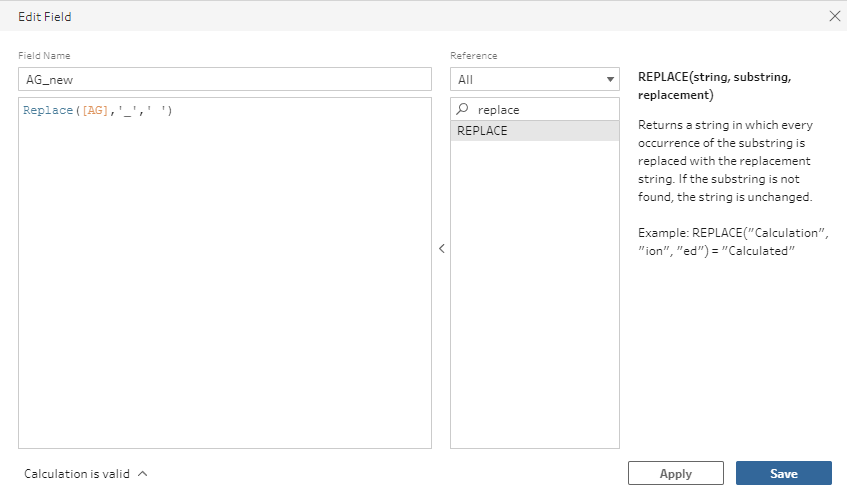 Edit Field
Field Name
AG_new
Replace([AG],'_',' ')
Calculation is valid
Reference
All
replace
REPLACE
REPLACE(string, substring,
replacement)
Returns a string in which every
occurrence of the substring is
replaced with the replacement
string. If the substring is not
found, the string is unchanged.
Example: REPLACE("Calculation",
"ion", "ed") = "Calculated"
Apply
Save